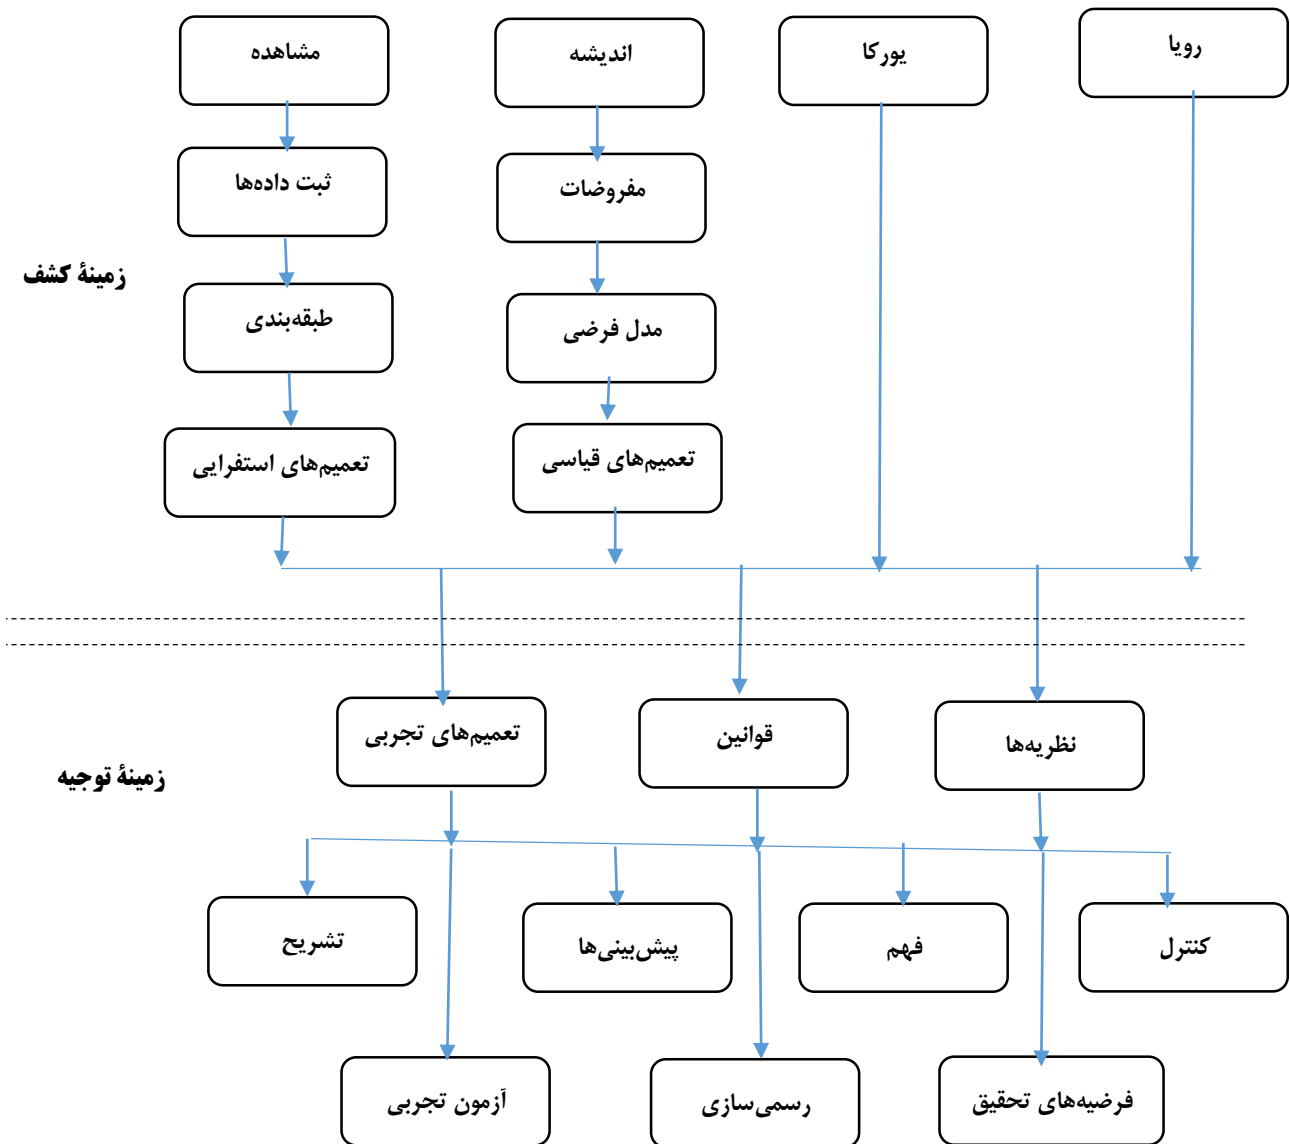 رویا
یورکا
اندیشه
مشاهده
مفروضات
ثبت داده‌ها
زمینهٔ کشف
مدل فرضی
طبقه‌بندی
تعمیم‌های قیاسی
تعمیم‌های استفرایی
نظریه‌ها
قوانین
تعمیم‌های تجربی
زمینهٔ توجیه
کنترل
فهم
پیش‌بینی‌ها
تشریح
فرضیه‌های تحقیق
رسمی‌سازی
آزمون تجربی